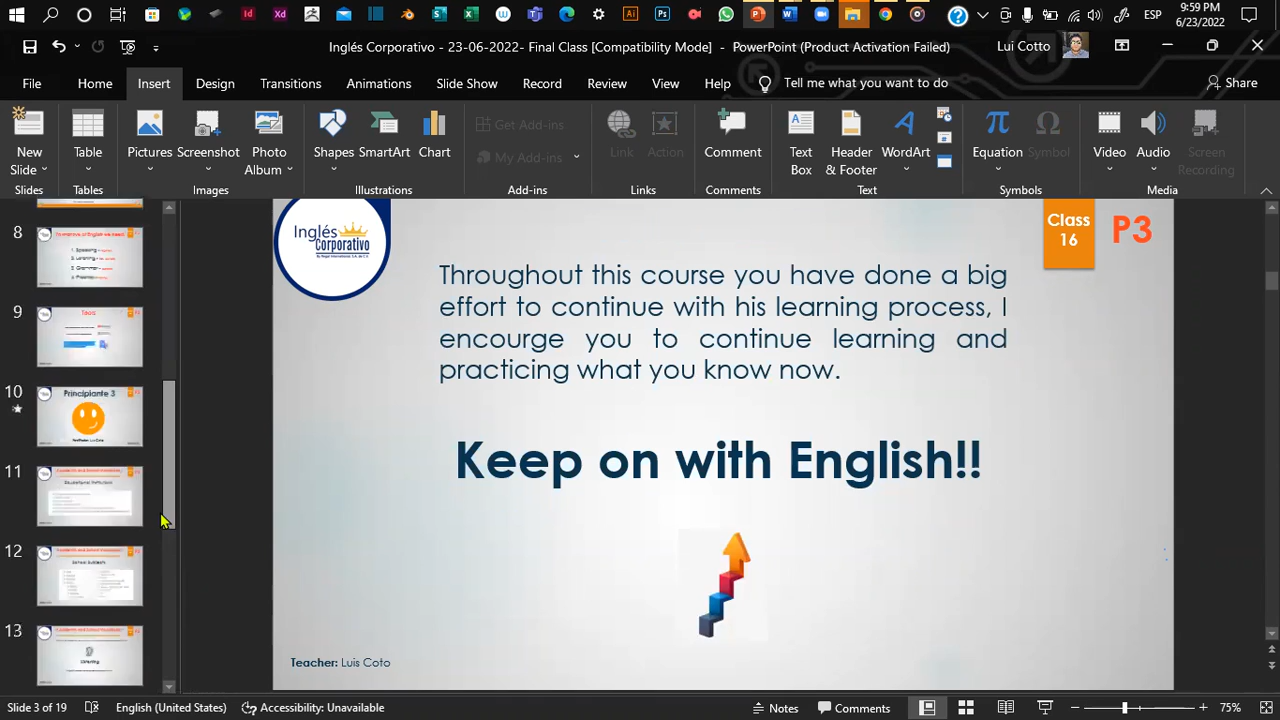 9:59 PM
ESP
6/23/2022
Inglés Corporativo - 23-06-2022- Final Class [Compatibility Mode] - PowerPoint (Product Activation Failed)
Lui Cotto
File Home Insert Design Transitions Animations Slide Show Record Review View Help Tell me what you want to do Share
New Slide
Table
Pictures
Screenshot
Photo Album
Shapes
SmartArt
Chart
Get Add-ins
My Add-ins
Link
Action
Comment
Text Box
Header & Footer
WordArt
Equation
Symbol
Video
Audio
Screen Recording
Slides Tables Images Illustrations Add-ins Links Comments Text Symbols Media
8
9
Tools
10
Principiante 3
11
12
13
Listening
Inglés
Corporativo
Class
16
P3
Throughout this course you have done a big
effort to continue with his learning process, I
encourge you to continue learning and
practicing what you know now.
Keep on with English!!
Teacher: Luis Coto
Slide 3 of 19 English (United States) Accessibility: Unavailable Notes Comments 75%